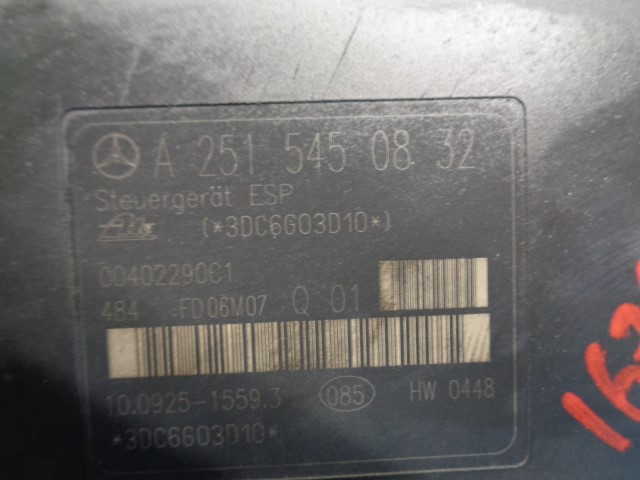 A 251 545 08 32
Steuergerät ESP
Ate (*3DC6G03D10*)
00402290C1
484 FD06M07 Q 01
10.0925-1559.3 085 HW 0448
*3DC6G03D10*